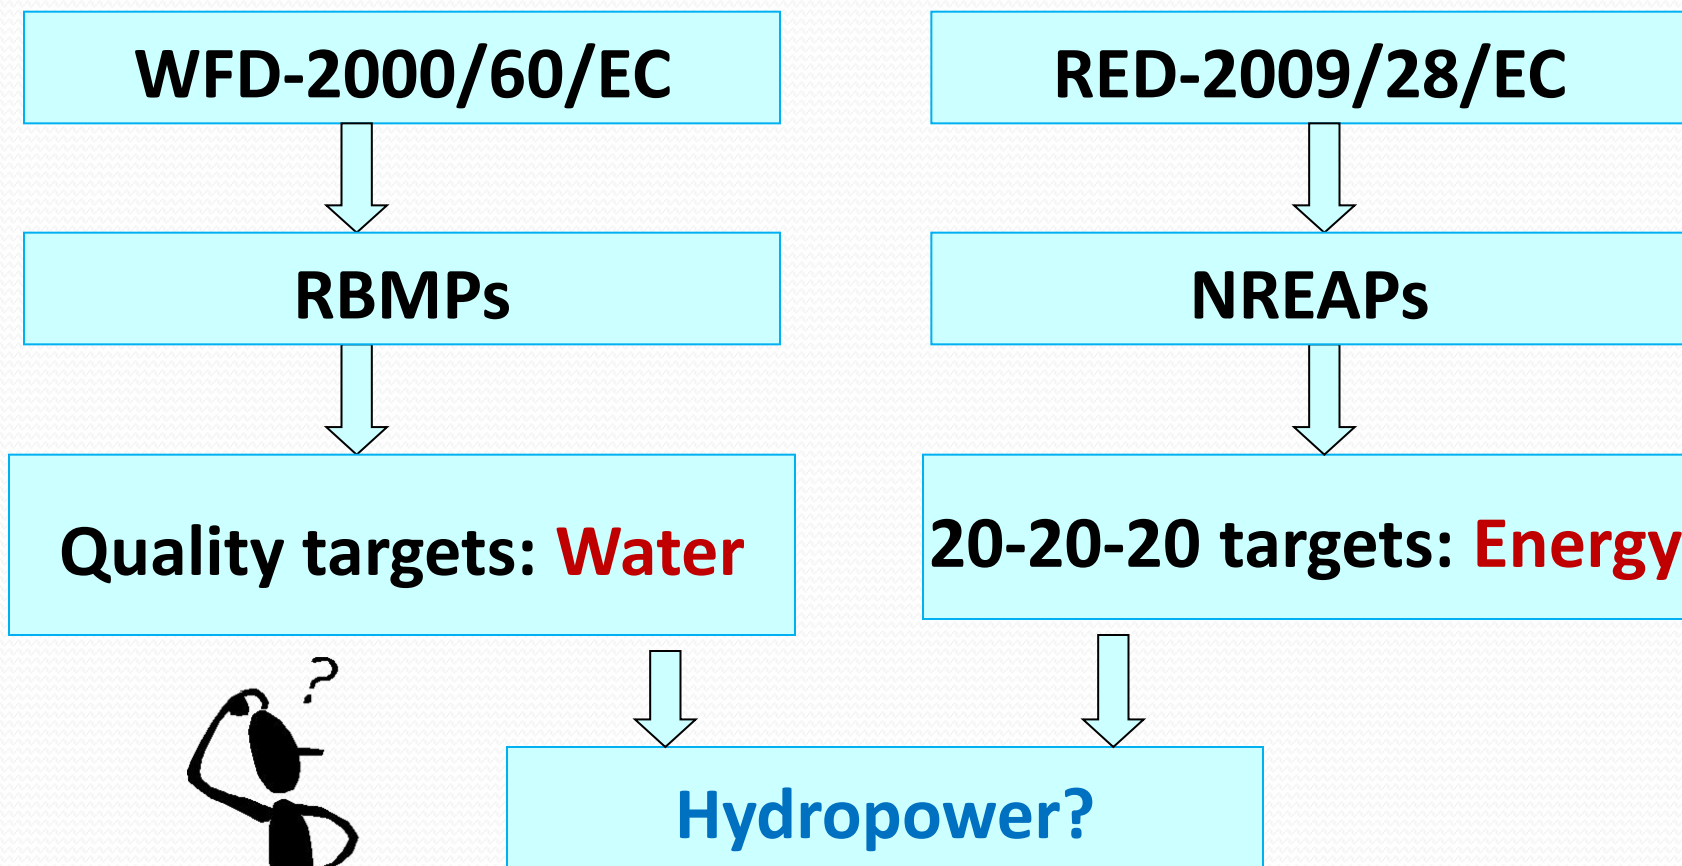 WFD-2000/60/EC
RED-2009/28/EC
RBMPs
NREAPs
Quality targets: Water
20-20-20 targets: Energy
?
Hydropower?